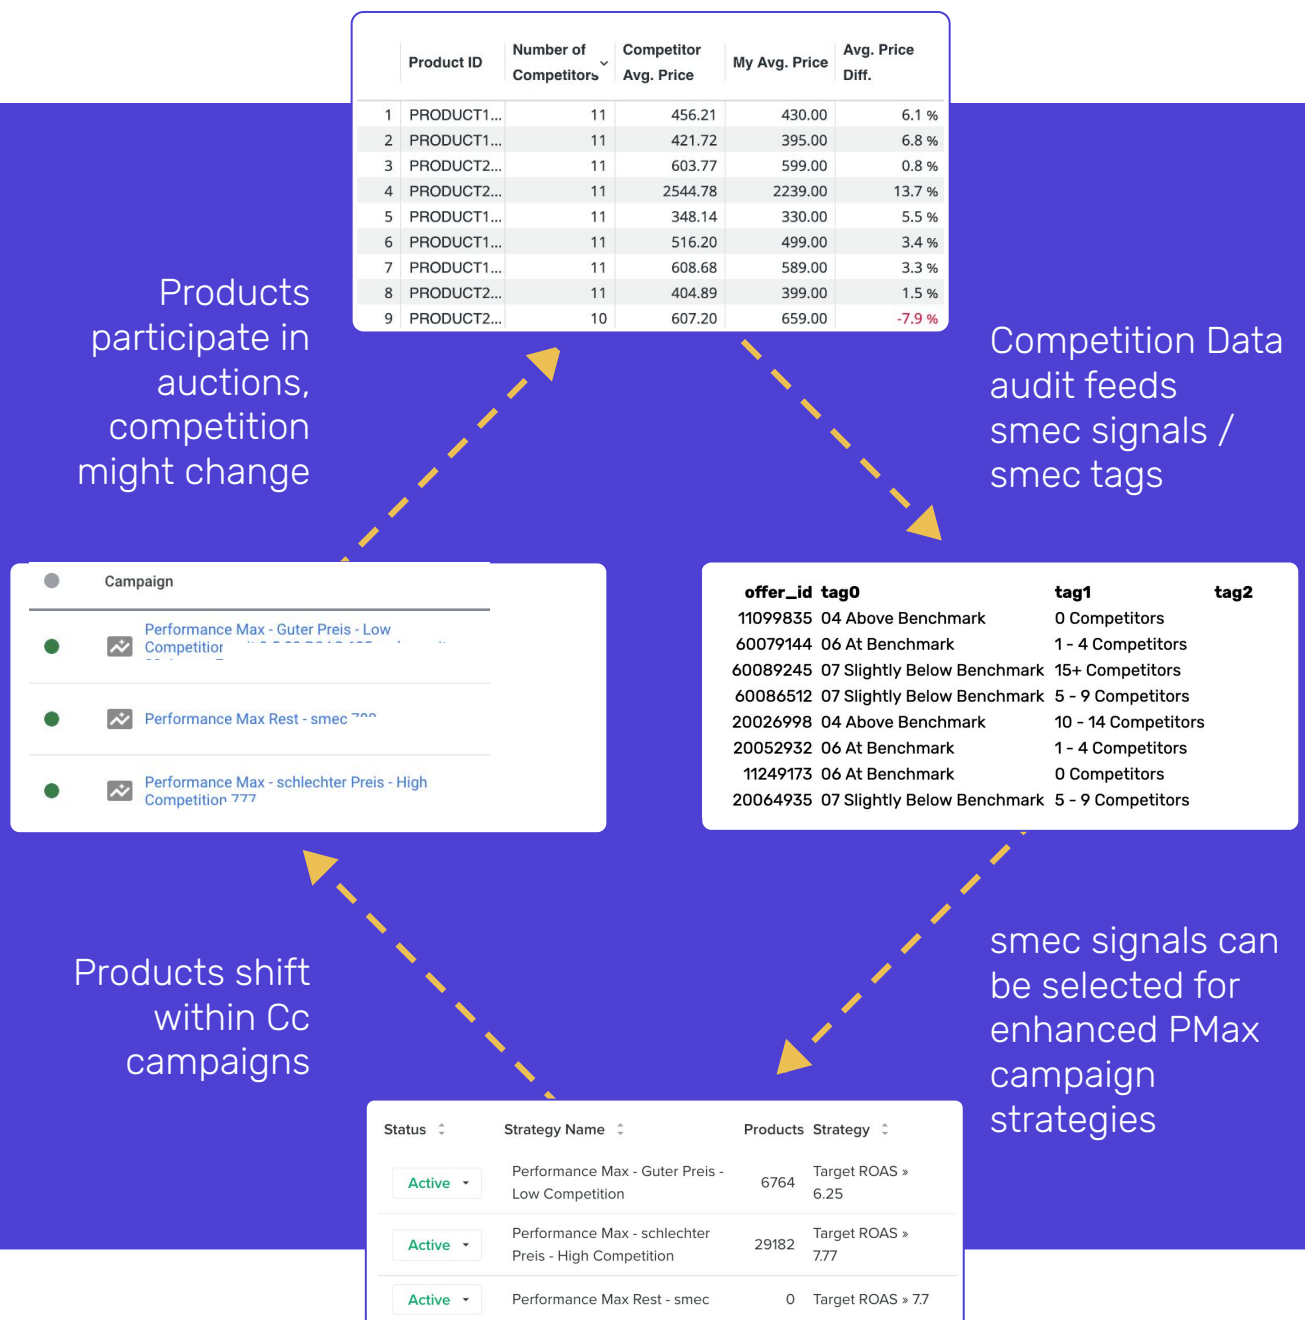 Product ID Number of Competitors Competitor Avg. Price My Avg. Price Avg. Price Diff.
1 PRODUCT1... 11 456.21 430.00 6.1 %
2 PRODUCT1... 11 421.72 395.00 6.8 %
3 PRODUCT2... 11 603.77 599.00 0.8 %
4 PRODUCT2... 11 2544.78 2239.00 13.7 %
5 PRODUCT1... 11 348.14 330.00 5.5 %
6 PRODUCT1... 11 516.20 499.00 3.4 %
7 PRODUCT1... 11 608.68 589.00 3.3 %
8 PRODUCT2... 11 404.89 399.00 1.5 %
9 PRODUCT2... 10 607.20 659.00 -7.9 %
Products
participate in
auctions,
competition
might change
Competition Data
audit feeds
smec signals /
smec tags
Campaign
Performance Max - Guter Preis - Low
Competition
Performance Max Rest - smec
Performance Max - schlechter Preis - High
Competition
offer_id tag0 tag1 tag2
11099835 04 Above Benchmark 0 Competitors
60079144 06 At Benchmark 1 - 4 Competitors
60089245 07 Slightly Below Benchmark 15+ Competitors
60086512 07 Slightly Below Benchmark 5 - 9 Competitors
20026998 04 Above Benchmark 10 - 14 Competitors
20052932 06 At Benchmark 1 - 4 Competitors
11249173 06 At Benchmark 0 Competitors
20064935 07 Slightly Below Benchmark 5 - 9 Competitors
Products shift
within Cc
campaigns
smec signals can
be selected for
enhanced PMax
campaign
strategies
Status Strategy Name Products Strategy
Active Performance Max - Guter Preis - Low Competition 6764 Target ROAS » 6.25
Active Performance Max - schlechter Preis - High Competition 29182 Target ROAS » 7.77
Active Performance Max Rest - smec 0 Target ROAS » 7.7